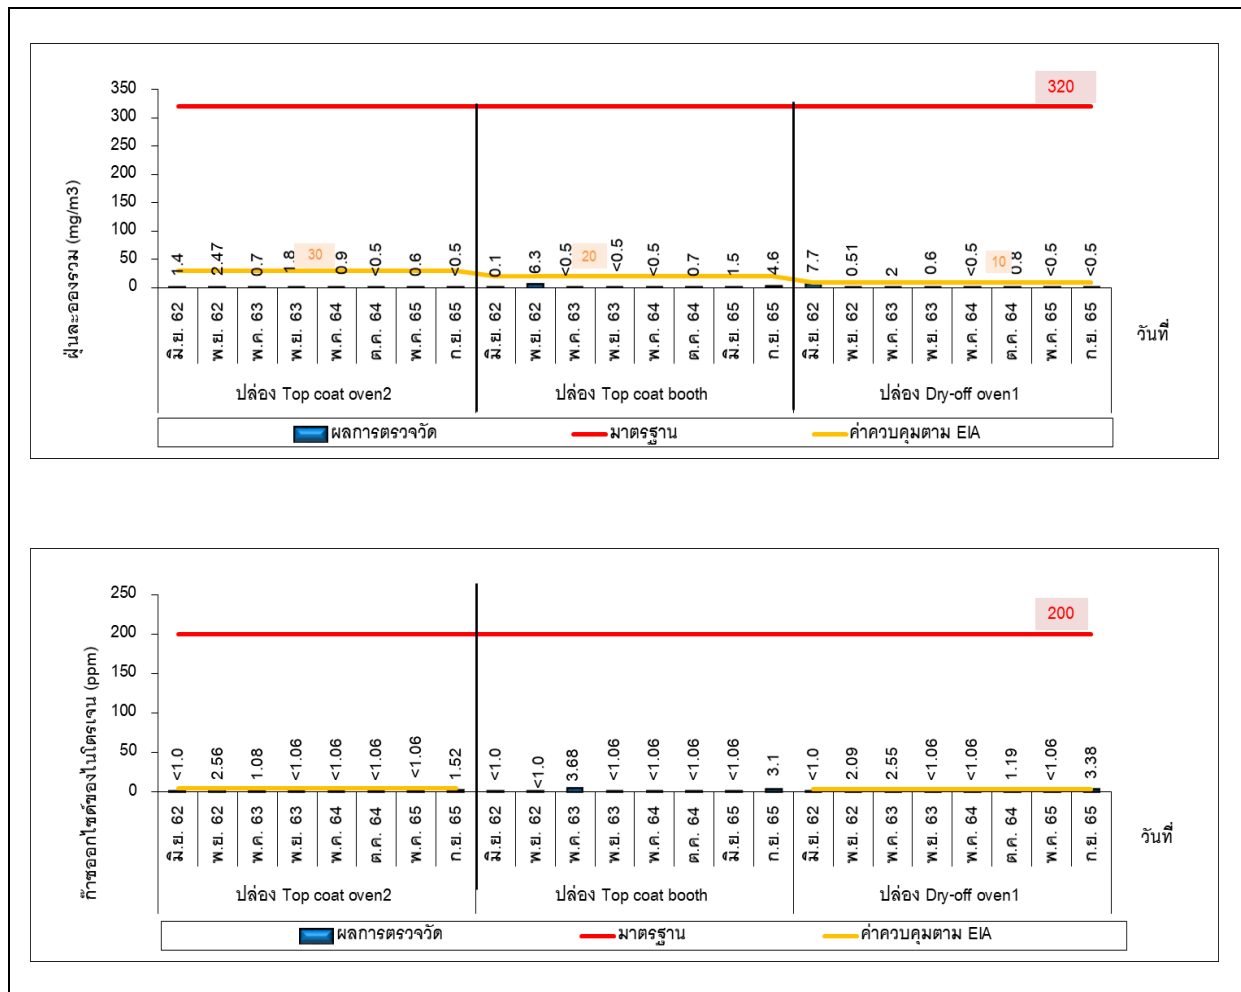 320
350
300
250
200
150
100
50
0
ฝุ่นละอองรวม (mg/m3)
30
20
10
1.4 2.47 0.7 1.8 0.9 <0.5 0.6 <0.5 0.1 6.3 <0.5 <0.5 <0.5 0.7 1.5 4.6 7.7 0.51 2 0.6 <0.5 0.8 <0.5 <0.5
มิ.ย. 62 พ.ย. 62 พ.ค. 63 พ.ย. 63 พ.ค. 64 ต.ค. 64 พ.ค. 65 ก.ย. 65 มิ.ย. 62 พ.ย. 62 พ.ค. 63 พ.ย. 63 พ.ค. 64 ต.ค. 64 มิ.ย. 65 ก.ย. 65 มิ.ย. 62 พ.ย. 62 พ.ค. 63 พ.ย. 63 พ.ค. 64 ต.ค. 64 พ.ค. 65 ก.ย. 65
วันที่
ปล่อง Top coat oven2 ปล่อง Top coat booth ปล่อง Dry-off oven1
ผลการตรวจวัด มาตรฐาน ค่าควบคุมตาม EIA
200
250
200
150
100
50
0
ก๊าซออกไซด์ของไนโตรเจน (ppm)
<1.0 2.56 1.08 <1.06 <1.06 <1.06 <1.06 1.52 <1.0 <1.0 3.68 <1.06 <1.06 <1.06 <1.06 3.1 <1.0 2.09 2.55 <1.06 <1.06 1.19 <1.06 3.38
มิ.ย. 62 พ.ย. 62 พ.ค. 63 พ.ย. 63 พ.ค. 64 ต.ค. 64 พ.ค. 65 ก.ย. 65 มิ.ย. 62 พ.ย. 62 พ.ค. 63 พ.ย. 63 พ.ค. 64 ต.ค. 64 มิ.ย. 65 ก.ย. 65 มิ.ย. 62 พ.ย. 62 พ.ค. 63 พ.ย. 63 พ.ค. 64 ต.ค. 64 พ.ค. 65 ก.ย. 65
วันที่
ปล่อง Top coat oven2 ปล่อง Top coat booth ปล่อง Dry-off oven1
ผลการตรวจวัด มาตรฐาน ค่าควบคุมตาม EIA